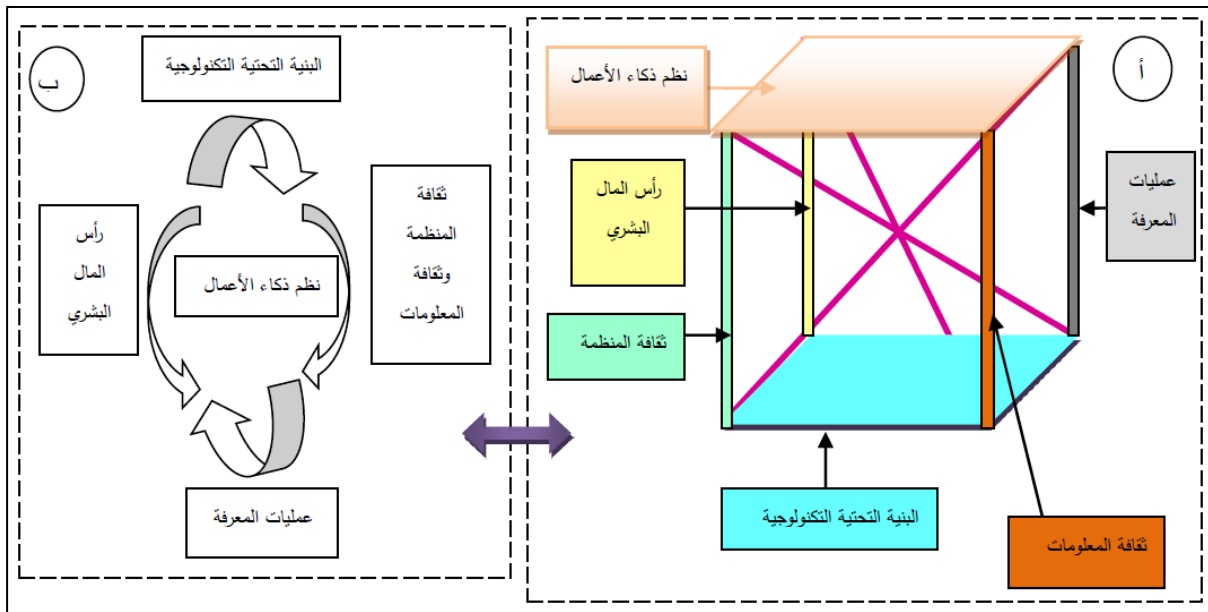 أ
نظم ذكاء الأعمال
عمليات
المعرفة
رأس المال
البشري
ثقافة المنظمة
البنية التحتية التكنولوجية
ثقافة المعلومات
ب
البنية التحتية التكنولوجية
ثقافة
المنظمة
وثقافة
المعلومات
نظم ذكاء الأعمال
رأس
المال
البشري
عمليات المعرفة